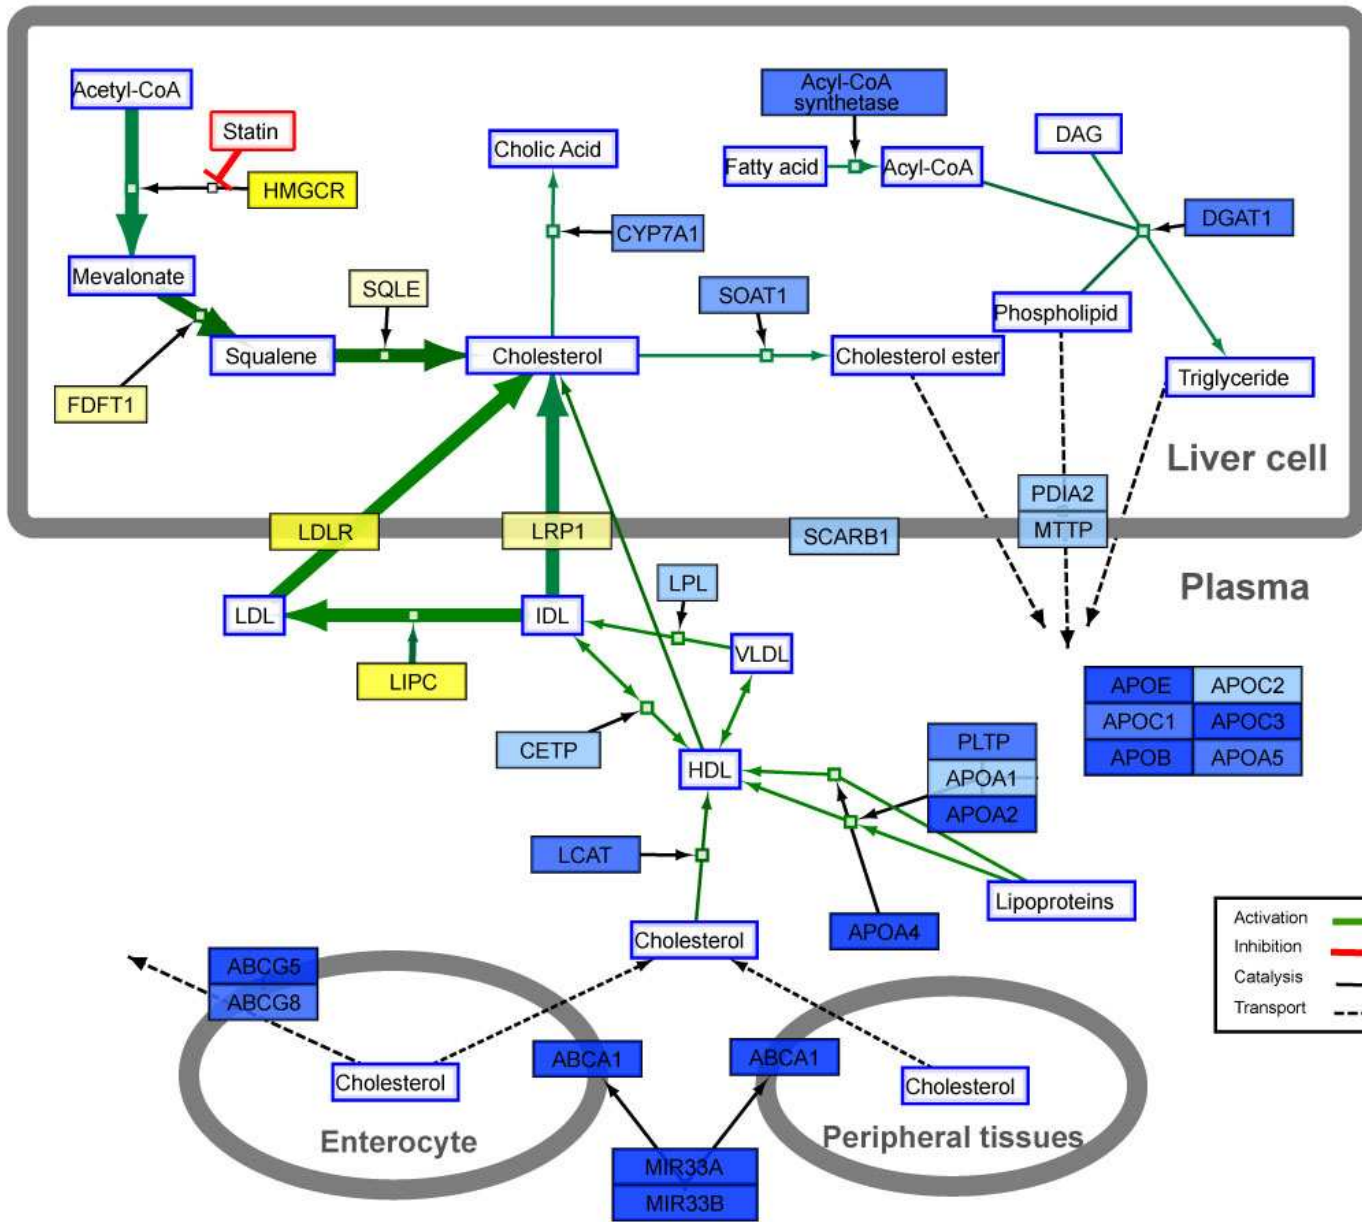 Acetyl-CoA
Statin
HMGCR
Mevalonate
SQLE
Squalene
FDFT1
Cholic Acid
CYP7A1
Cholesterol
Acyl-CoA
synthetase
Fatty acid
Acyl-CoA
DAG
DGAT1
SOAT1
Phospholipid
Cholesterol ester
Triglyceride
Liver cell
PDIA2
MTTP
LDLR
LRP1
SCARB1
Plasma
LPL
LDL
IDL
VLDL
LIPC
CETP
HDL
APOE
APOC2
APOC1
APOC3
APOB
APOA5
PLTP
APOA1
APOA2
LCAT
Lipoproteins
APOA4
Cholesterol
ABCG5
ABCG8
Cholesterol
ABCA1
ABCA1
Cholesterol
Enterocyte
Peripheral tissues
MIR33A
MIR33B
Activation
Inhibition
Catalysis
Transport